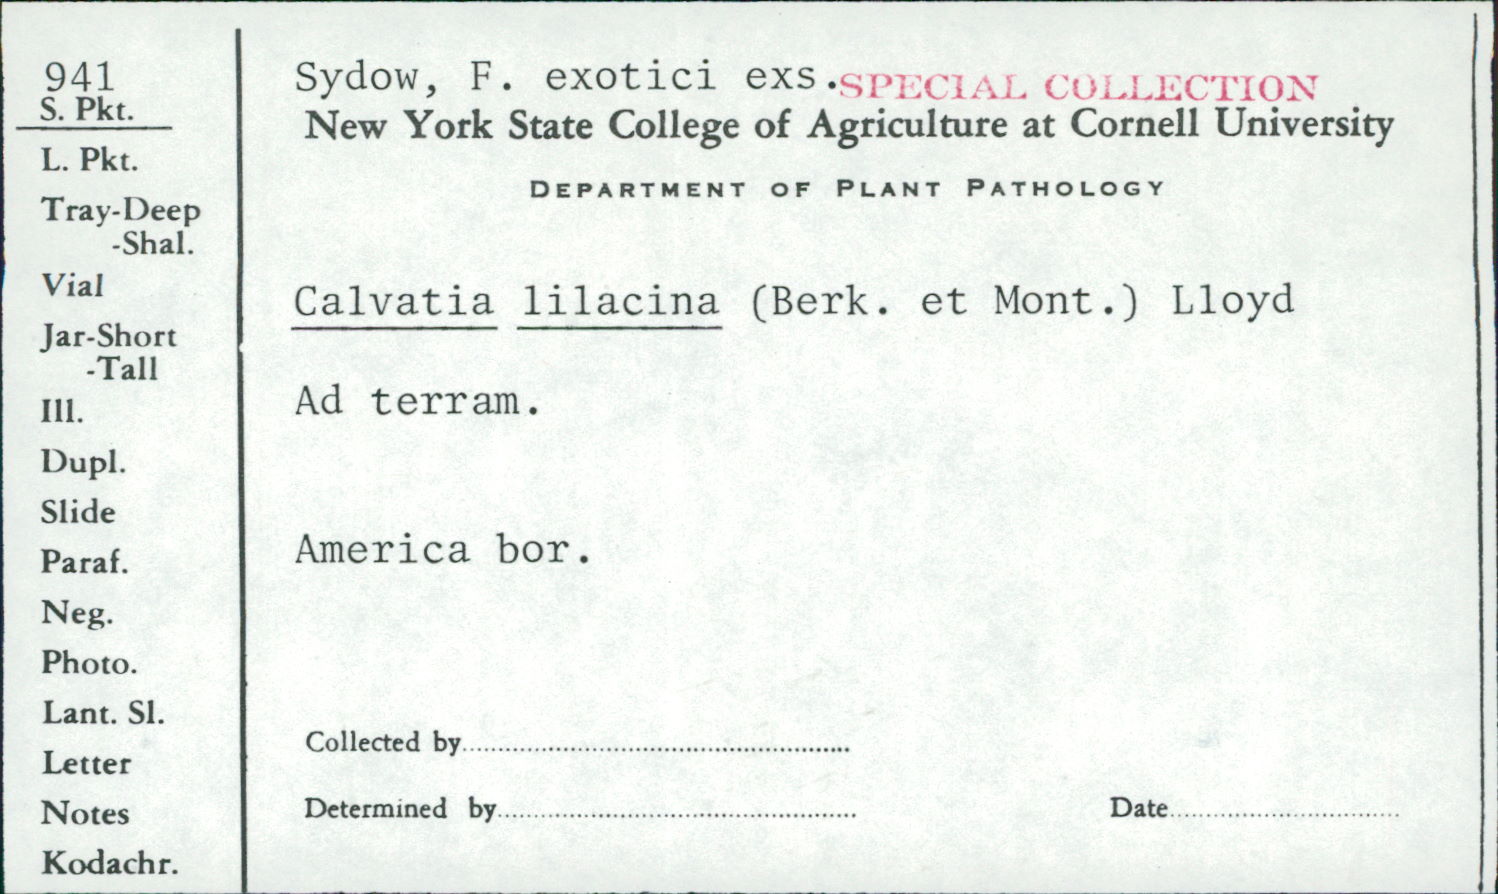 941
S. Pkt.
L. Pkt.
Tray-Deep
-Shal.
Vial
Jar-Short
-Tall
Ill.
Dupl.
Slide
Paraf.
Neg.
Photo.
Lant. Sl.
Letter
Notes
Kodachr.
Sydow, F. exotici exs. SPECIAL COLLECTION
New York State College of Agriculture at Cornell University
DEPARTMENT OF PLANT PATHOLOGY
Calvatia lilacina (Berk. et Mont.) Lloyd
Ad terram.
America bor.
Collected by
Determined by Date